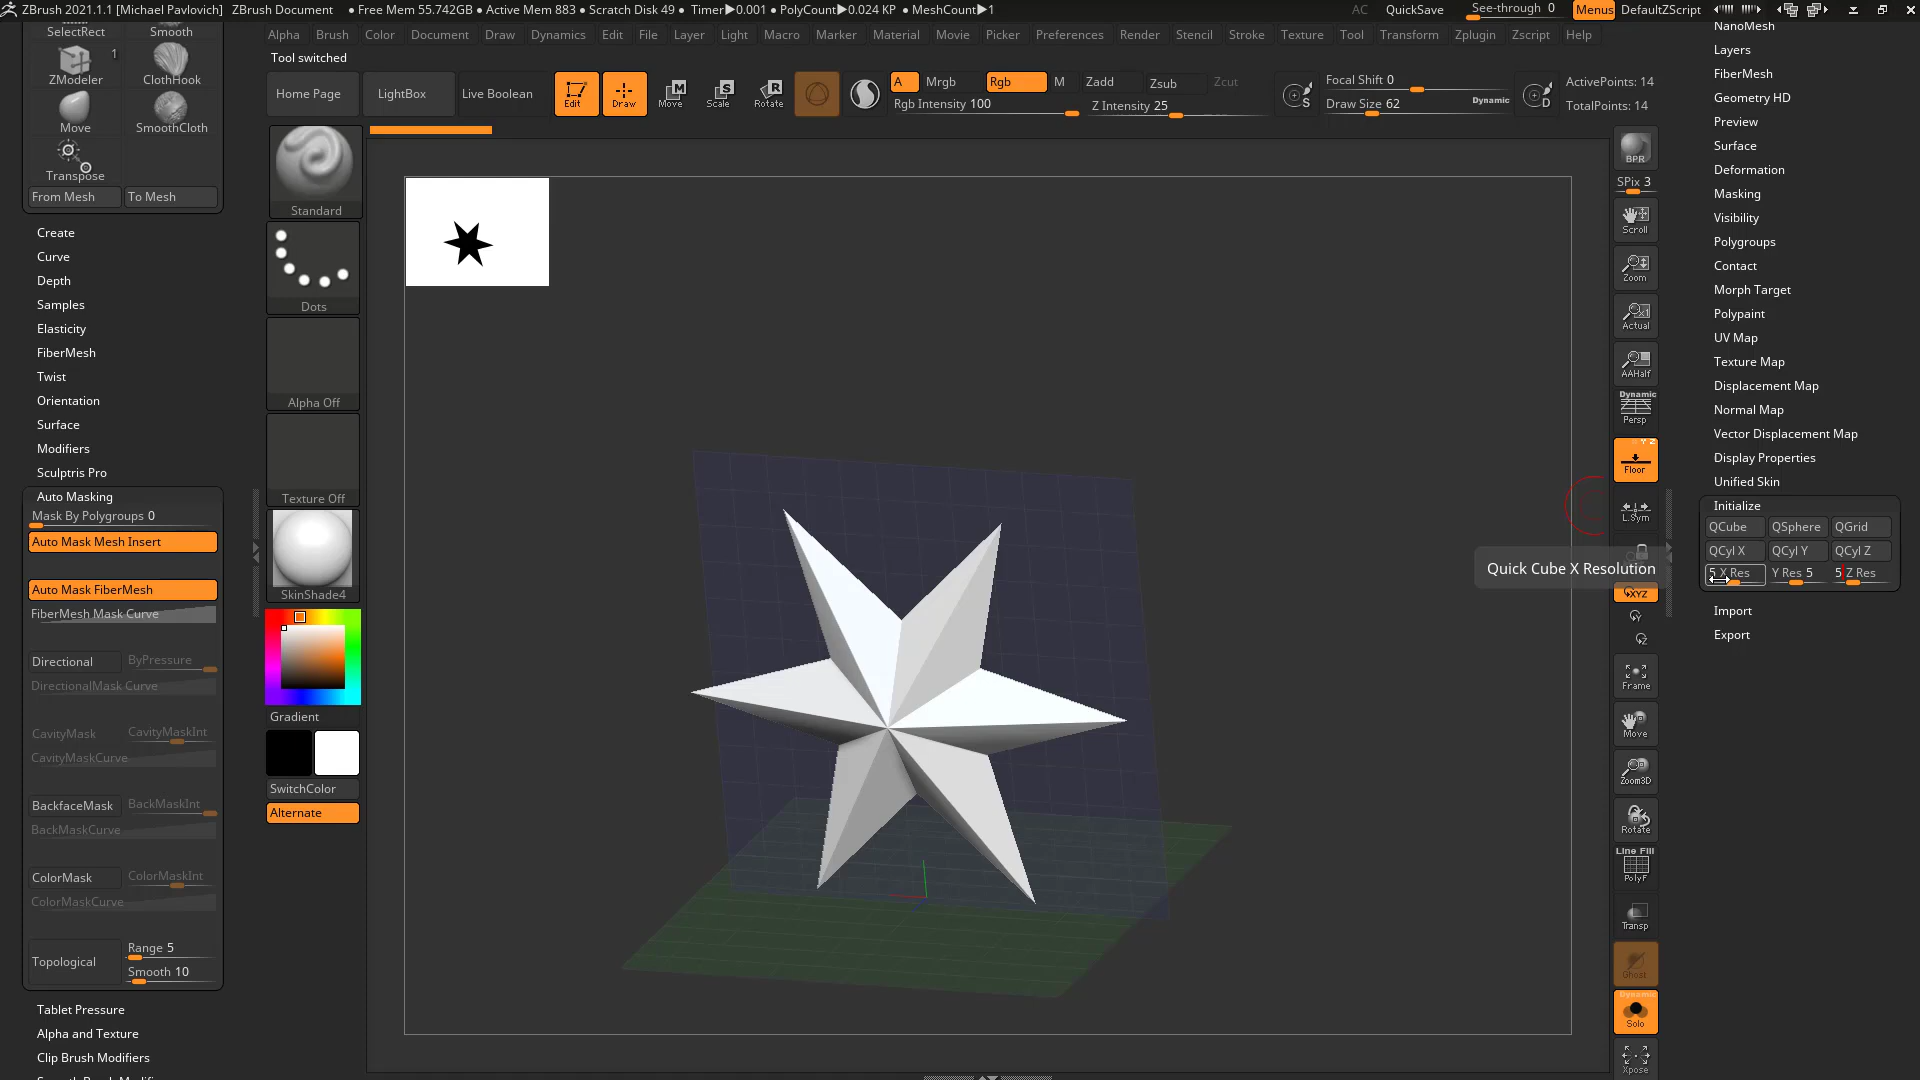 ZBrush 2021.1.1 [Michael Pavlovich] ZBrush Document • Free Mem 55.742GB • Active Mem 883 • Scratch Disk 49 • Timer▶0.001 • PolyCount▶0.024 KP • MeshCount▶1 AC QuickSave See-through 0 Menus DefaultZScript
Alpha Brush Color Document Draw Dynamics Edit File Layer Light Macro Marker Material Movie Picker Preferences Render Stencil Stroke Texture Tool Transform Zplugin Zscript Help
Tool switched
Home Page LightBox Live Boolean Edit Draw Move Scale Rotate A Mrgb Rgb M Zadd Zsub Zcut
Rgb Intensity 100 Z Intensity 25
S Focal Shift 0
Draw Size 62 Dynamic D
ActivePoints: 14
TotalPoints: 14
SelectRect Smooth
1
ZModeler ClothHook
Move SmoothCloth
Transpose
From Mesh To Mesh
Create
Curve
Depth
Samples
Elasticity
FiberMesh
Twist
Orientation
Surface
Modifiers
Sculptris Pro
Auto Masking
Mask By Polygroups 0
Auto Mask Mesh Insert
Auto Mask FiberMesh
FiberMesh Mask Curve
Directional ByPressure
DirectionalMask Curve
CavityMask CavityMaskInt
CavityMaskCurve
BackfaceMask BackMaskInt
BackMaskCurve
ColorMask ColorMaskInt
ColorMaskCurve
Topological Range 5
Smooth 10
Tablet Pressure
Alpha and Texture
Clip Brush Modifiers
Standard
Dots
Alpha Off
Texture Off
SkinShade4
Gradient
SwitchColor
Alternate
BPR
SPix 3
Scroll
Zoom
Actual
AAHalf
Dynamic
Persp
Floor
L.Sym
Quick Cube X Resolution
XYZ
Y
Z
Frame
Move
Zoom3D
Rotate
Line Fill
PolyF
Transp
Ghost
Dynamic
Solo
Xpose
NanoMesh
Layers
FiberMesh
Geometry HD
Preview
Surface
Deformation
Masking
Visibility
Polygroups
Contact
Morph Target
Polypaint
UV Map
Texture Map
Displacement Map
Normal Map
Vector Displacement Map
Display Properties
Unified Skin
Initialize
QCube QSphere QGrid
QCyl X QCyl Y QCyl Z
5 X Res Y Res 5 5 Z Res
Import
Export